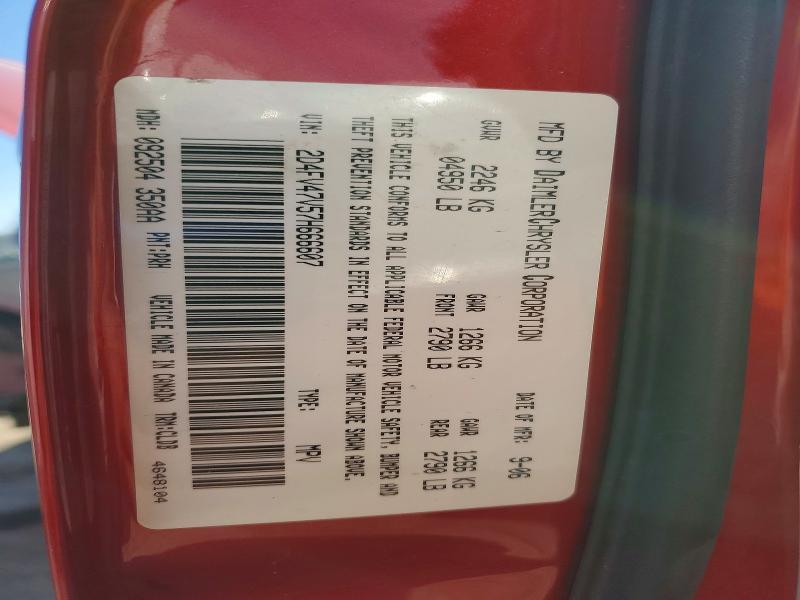 MFD BY DAIMLERCHRYSLER CORPORATION DATE OF MFR: 9-06
GVWR 2246 KG GAWR 1266 KG GAWR 1266 KG
04950 LB FRONT 2790 LB REAR 2790 LB
THIS VEHICLE CONFORMS TO ALL APPLICABLE FEDERAL MOTOR VEHICLE SAFETY, BUMPER AND
THEFT PREVENTION STANDARDS IN EFFECT ON THE DATE OF MANUFACTURE SHOWN ABOVE.
VIN: 2D4FV47V57H666607 TYPE: MPV
MDH: 092504 350AA PNT:PRH VEHICLE MADE IN CANADA TRM:CLDB 4648104